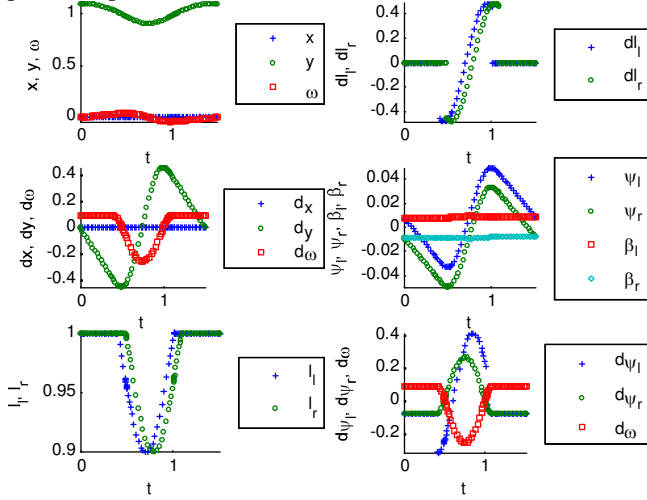 1
0.5
0
0 1
x, y, ω
t
x
y
ω
0.4
0.2
0
-0.2
-0.4
0 1
dl_l, dl_r
t
dl_l
dl_r
0.4
0.2
0
-0.2
-0.4
0 1
dx, dy, dω
t
d_x
d_y
d_ω
0.04
0.02
0
-0.02
-0.04
0 1
ψ_l, ψ_r, β_l, β_r
t
ψ_l
ψ_r
β_l
β_r
1
0.95
0.9
0 1
l_l, l_r
t
l_l
l_r
0.4
0.2
0
-0.2
0 1
dψ_l, dψ_r, dω
t
dψ_l
dψ_r
d_ω